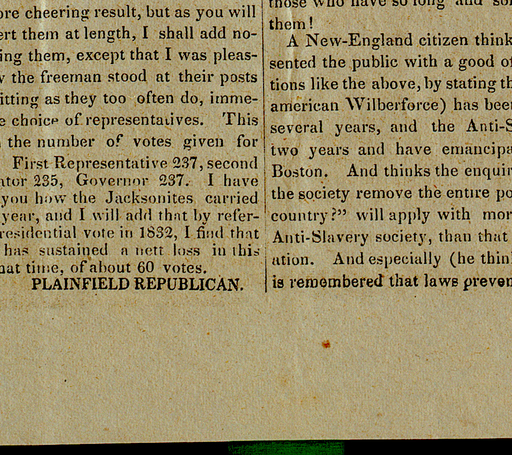 ore cheering result, but as you will
ert them at length, I shall add no-
ing them, except that I was pleas-
w the freeman stood at their posts
itting as they too often do, imme-
e choice of representatives. This
the number of votes given for
First Representative 237, second
ator 235, Governor 237. I have
you how the Jacksonites carried
year, and I will add that by refer-
residential vote in 1832, I find that
has sustained a nett loss in this
hat time, of about 60 votes.
PLAINFIELD REPUBLICAN.
those who have so long and
them!
A New-England citizen think
sented the public with a good of
tions like the above, by stating th
american Wilberforce) has been
several years, and the Anti-S
two years and have emancipa
Boston. And thinks the enquir
the society remove the entire po
country?" will apply with mor
Anti-Slavery society, than that
ation. And especially (he thin
is remembered that laws preven